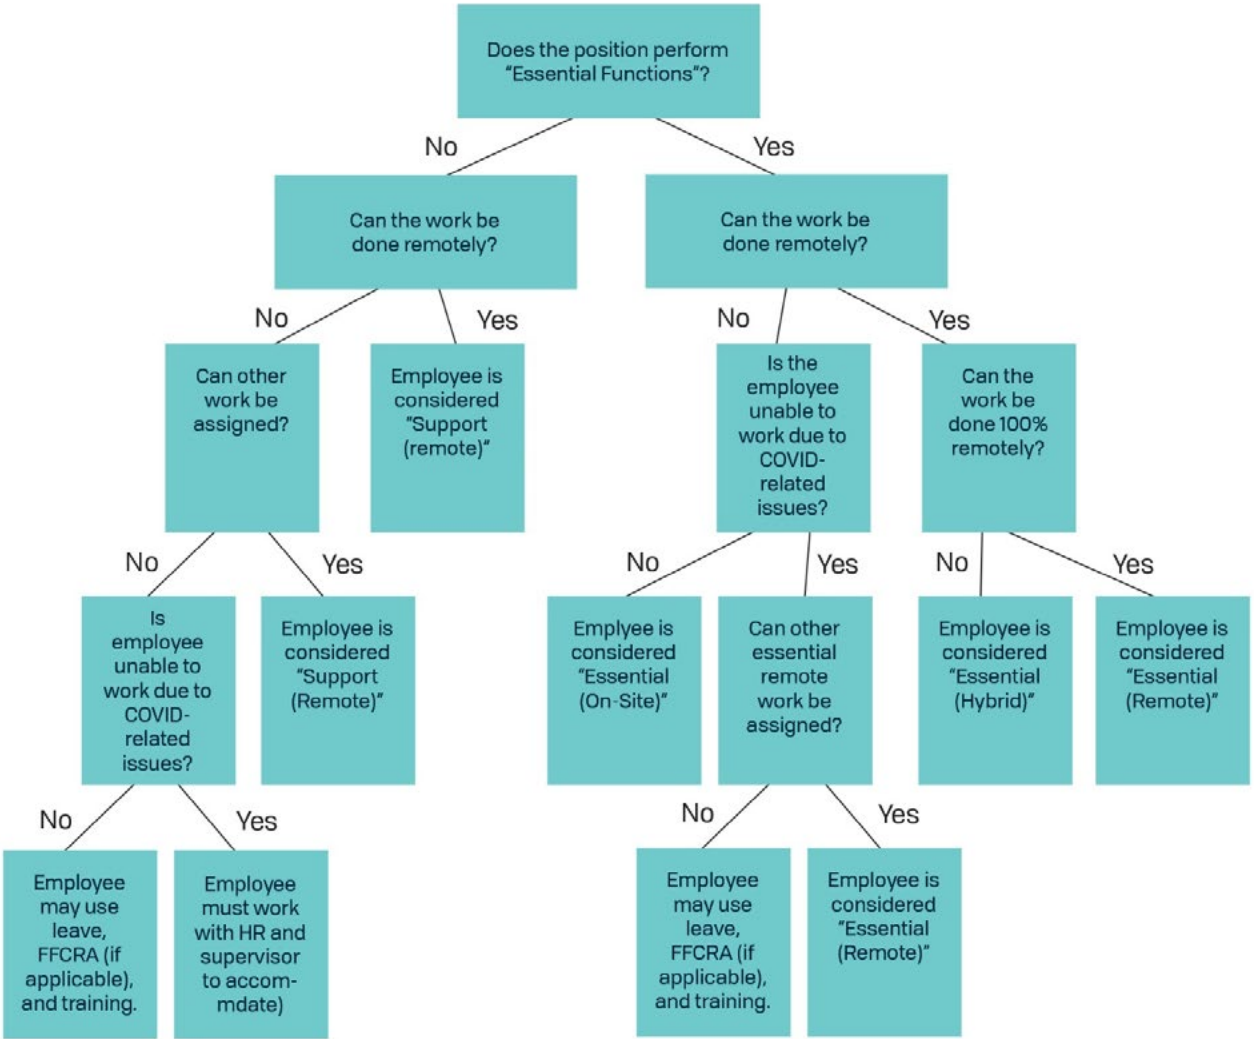 Does the position perform
“Essential Functions”?
No
Yes
Can the work be
done remotely?
Can the work be
done remotely?
No
Yes
No
Yes
Can other
work be
assigned?
Employee is
considered
“Support
(remote)”
Is the
employee
unable to
work due to
COVID-
related
issues?
Can the
work be
done 100%
remotely?
No
Yes
No
Yes
No
Yes
Is
employee
unable to
work due to
COVID-
related
issues?
Employee is
considered
“Support
(Remote)”
Emplyee is
considered
“Essential
(On-Site)”
Can other
essential
remote
work be
assigned?
Employee is
considered
“Essential
(Hybrid)”
Employee is
considered
“Essential
(Remote)”
No
Yes
No
Yes
Employee
may use
leave,
FFCRA (if
applicable),
and training.
Employee
must work
with HR and
supervisor
to accom-
mdate)
Employee
may use
leave,
FFCRA (if
applicable),
and training.
Employee is
considered
“Essential
(Remote)”